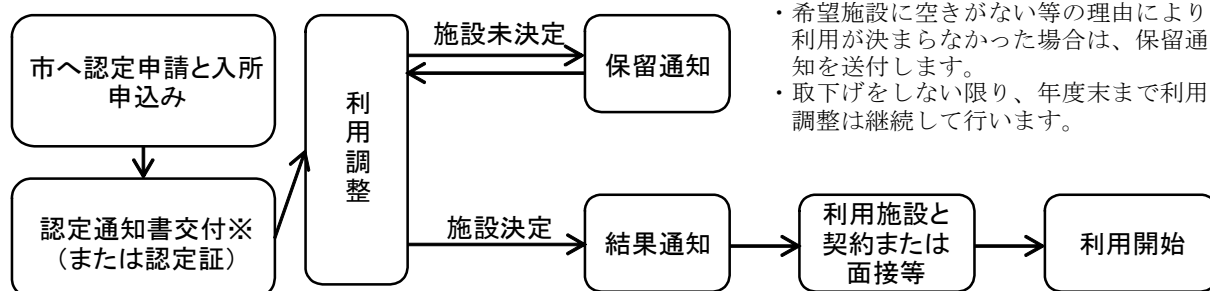 市へ認定申請と入所
申込み
認定通知書交付※
（または認定証）
利用調整
施設未決定
保留通知
・希望施設に空きがない等の理由により
利用が決まらなかった場合は、保留通
知を送付します。
・取下げをしない限り、年度末まで利用
調整は継続して行います。
施設決定
結果通知
利用施設と
契約または
面接等
利用開始